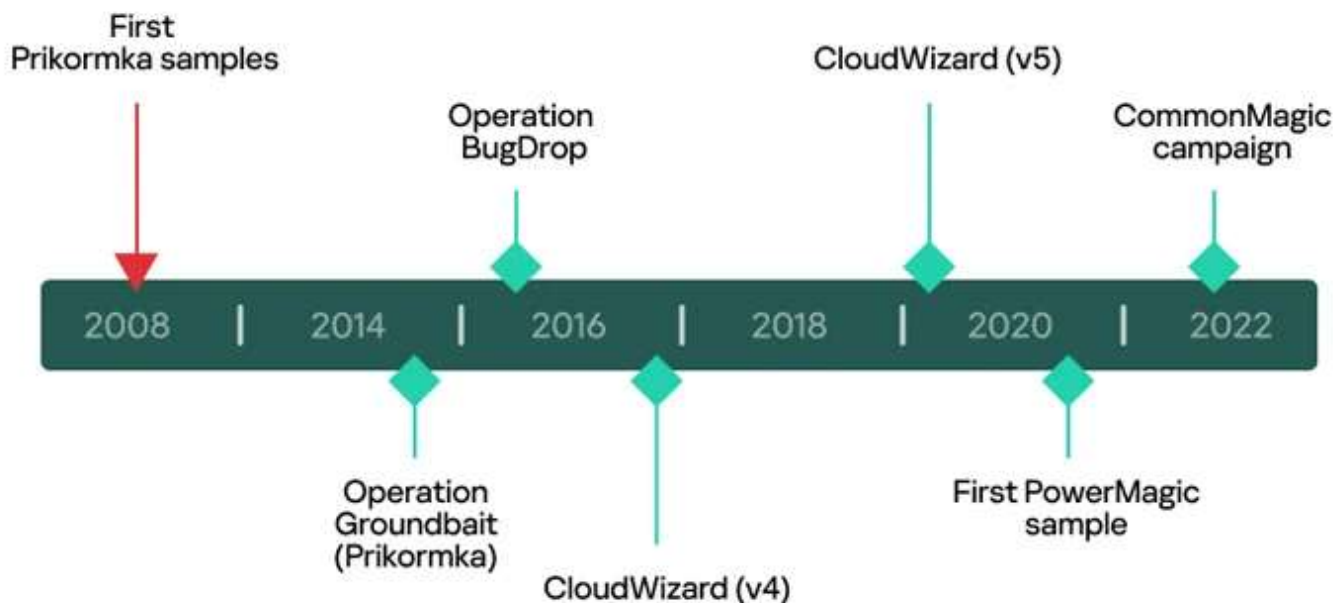 First
Prikormka samples
CloudWizard (v5)
Operation
BugDrop
CommonMagic
campaign
2008 | 2014 | 2016 | 2018 | 2020 | 2022
Operation
Groundbait
(Prikormka)
First PowerMagic
sample
CloudWizard (v4)